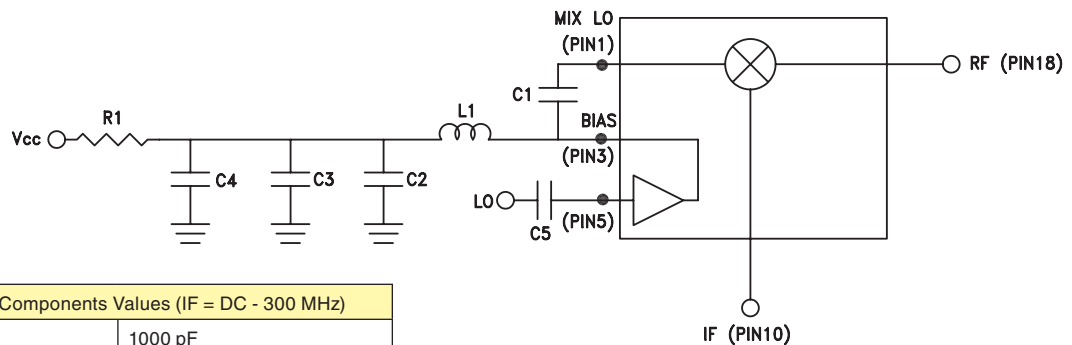 MIX LO
(PIN1)
RF (PIN18)
C1
R1
L1
BIAS
Vcc
(PIN3)
C4
C3
C2
LO
(PIN5)
C5
Components Values (IF = DC - 300 MHz)
1000 pF
IF (PIN10)